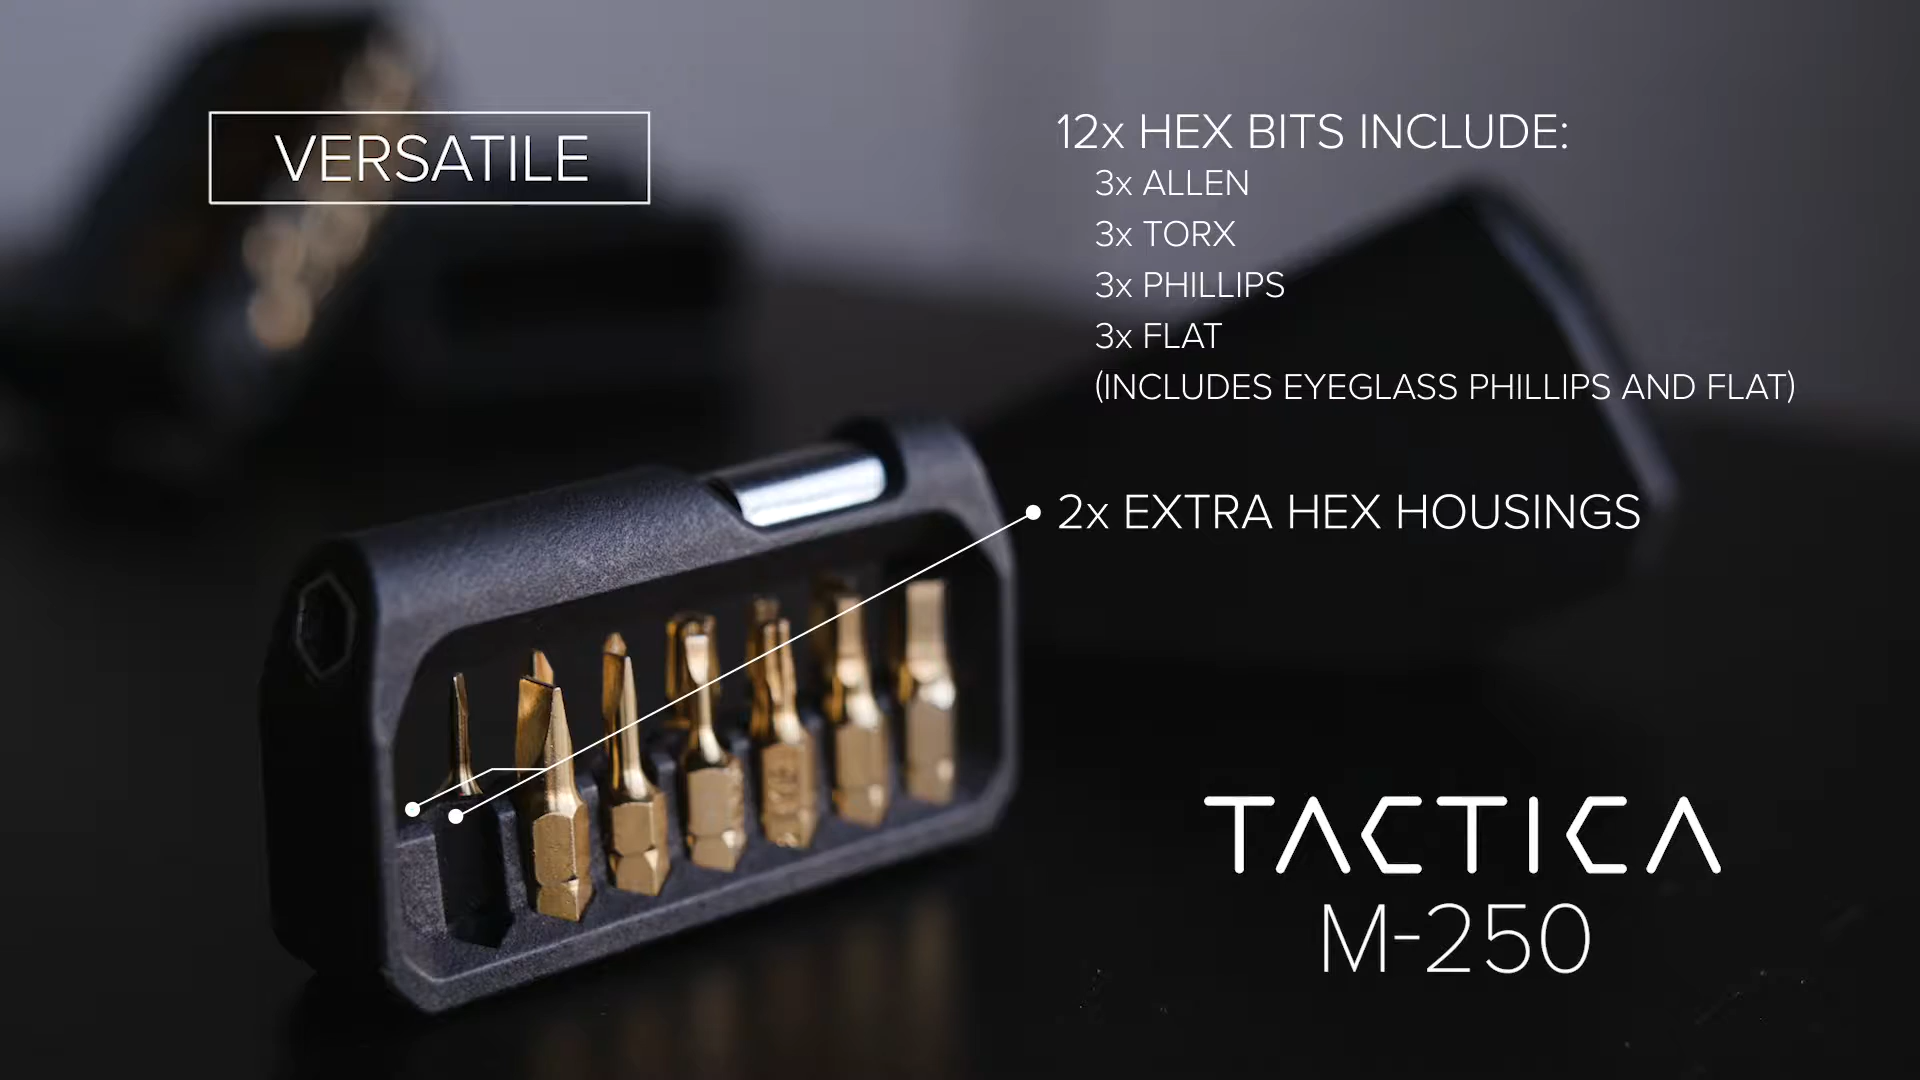 VERSATILE
12x HEX BITS INCLUDE:
3x ALLEN
3x TORX
3x PHILLIPS
3x FLAT
(INCLUDES EYEGLASS PHILLIPS AND FLAT)
2x EXTRA HEX HOUSINGS
TACTICA
M-250